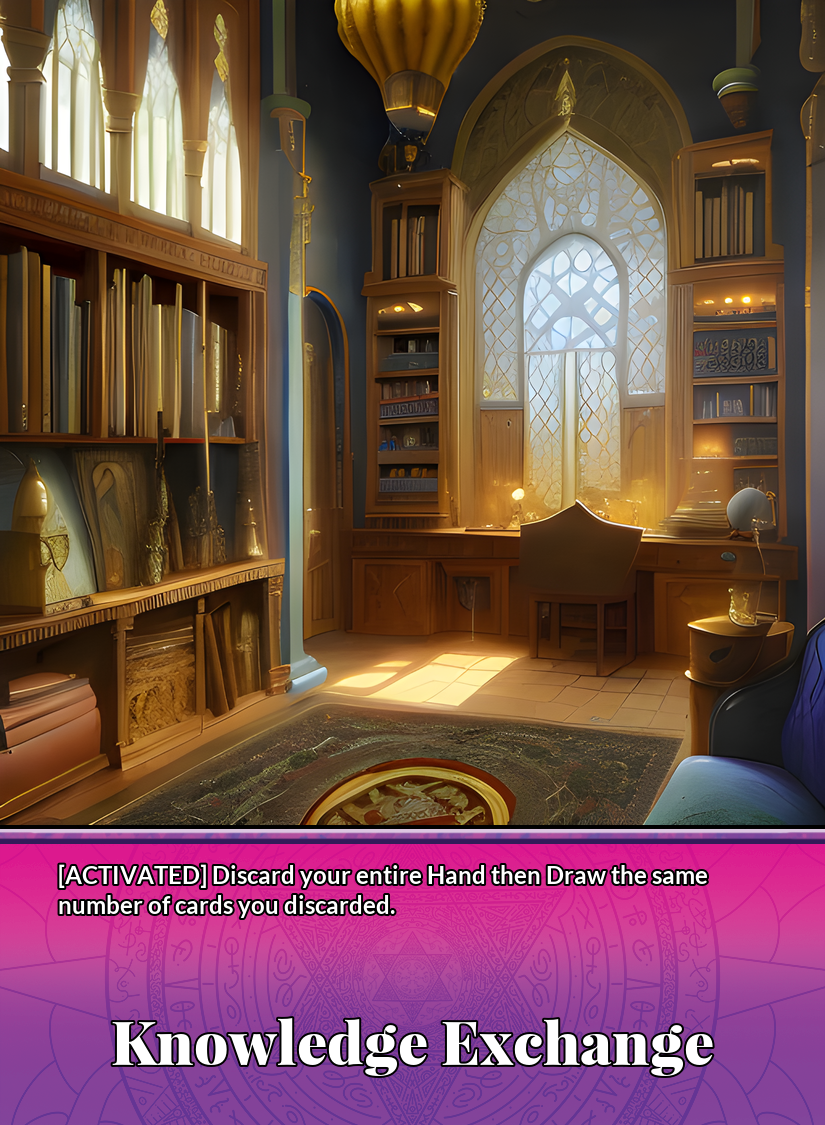 [ACTIVATED] Discard your entire Hand then Draw the same
number of cards you discarded.
Knowledge Exchange